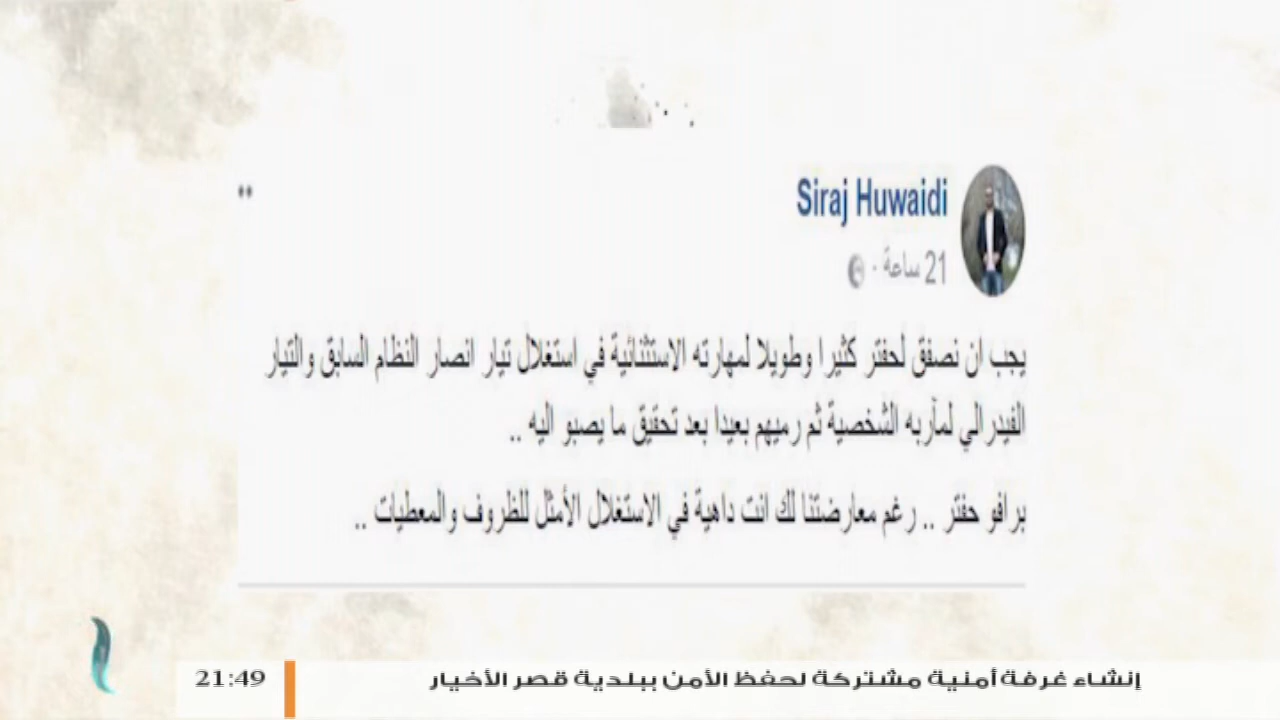 Siraj Huwaidi
21 ساعة ·
يجب ان نصفق لحفتر كثيرا وطويلا لمهارته الاستثنائية في استغلال تيار انصار النظام السابق والتيار
الفيدرالي لمآربه الشخصية ثم رميهم بعيدا بعد تحقيق ما يصبو اليه ..
برافو حفتر .. رغم معارضتنا لك انت داهية في الاستغلال الأمثل للظروف والمعطيات ..
إنشاء غرفة أمنية مشتركة لحفظ الأمن ببلدية قصر الأخيار
21:49